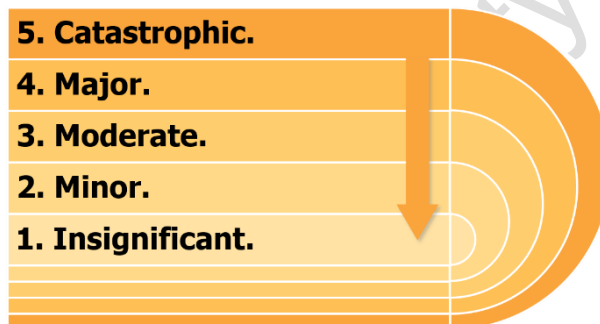 5. Catastrophic.
4. Major.
3. Moderate.
2. Minor.
1. Insignificant.